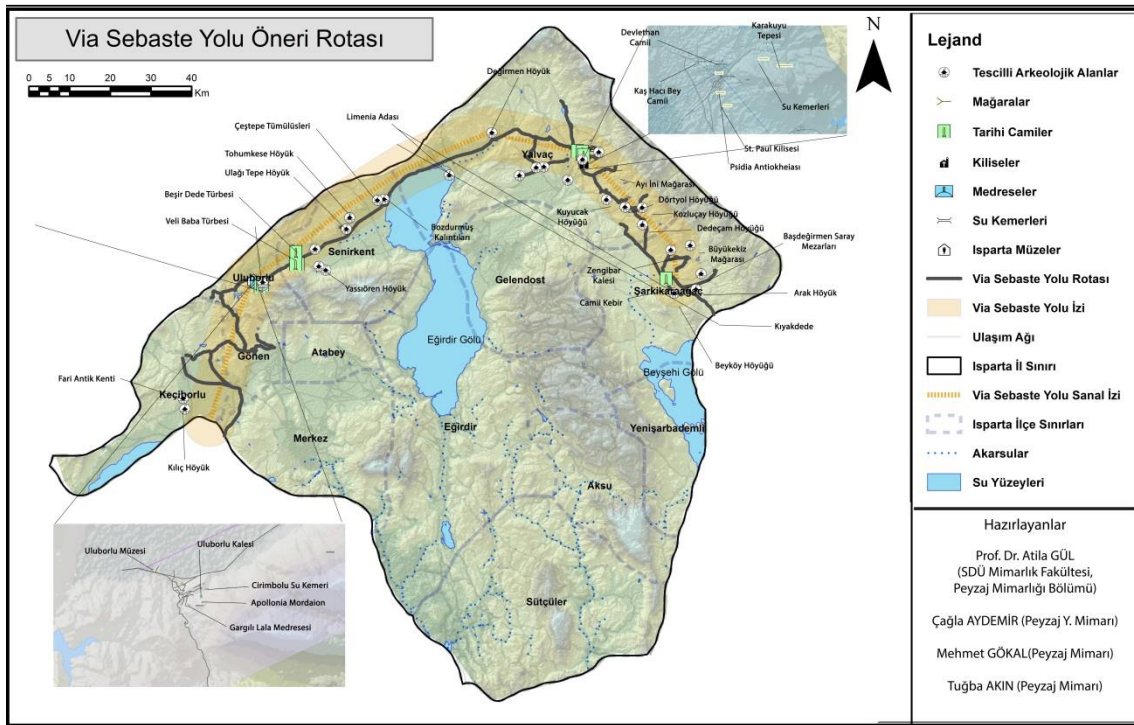 Via Sebaste Yolu Öneri Rotası
0 5 10 20 30 40
Km
N
Devlethan
Camii
Karakuyu
Tepesi
Kaş Hacı Bey
Camii
Su Kemerleri
St. Paul Kilisesi
Psidia Antiokheiası
Değirmen Höyük
Limenia Adası
Çeştepe Tümülüsleri
Tohumkese Höyük
Ulağı Tepe Höyük
Beşir Dede Türbesi
Veli Baba Türbesi
Yalvaç
Ayı İni Mağarası
Dörtyol Höyüğü
Kozluçay Höyüğü
Dedeçam Höyüğü
Kuyucak
Höyüğü
Büyükekiz
Mağarası
Başdeğirmen Saray
Mezarları
Bozdurmuş
Kalıntıları
Senirkent
Uluborlu
Yassıören Höyük
Gelendost
Zengibar
Kalesi
Camii Kebir
Şarkikaraağaç
Arak Höyük
Kıyakdede
Beyköy Höyüğü
Eğirdir Gölü
Beyşehi Gölü
Gönen
Atabey
Fari Antik Kenti
Keçiborlu
Kılıç Höyük
Merkez
Eğirdir
Yenişarbademli
Aksu
Sütçüler
Uluborlu Müzesi
Uluborlu Kalesi
Cirimbolu Su Kemeri
Apollonia Mordaion
Gargılı Lala Medresesi
Lejand
Tescilli Arkeolojik Alanlar
Mağaralar
Tarihi Camiler
Kiliseler
Medreseler
Su Kemerleri
Isparta Müzeler
Via Sebaste Yolu Rotası
Via Sebaste Yolu İzi
Ulaşım Ağı
Isparta İl Sınırı
Via Sebaste Yolu Sanal İzi
Isparta İlçe Sınırları
Akarsular
Su Yüzeyleri
Hazırlayanlar
Prof. Dr. Atila GÜL
(SDÜ Mimarlık Fakültesi,
Peyzaj Mimarlığı Bölümü)
Çağla AYDEMİR (Peyzaj Y. Mimarı)
Mehmet GÖKAL(Peyzaj Mimarı)
Tuğba AKIN (Peyzaj Mimarı)